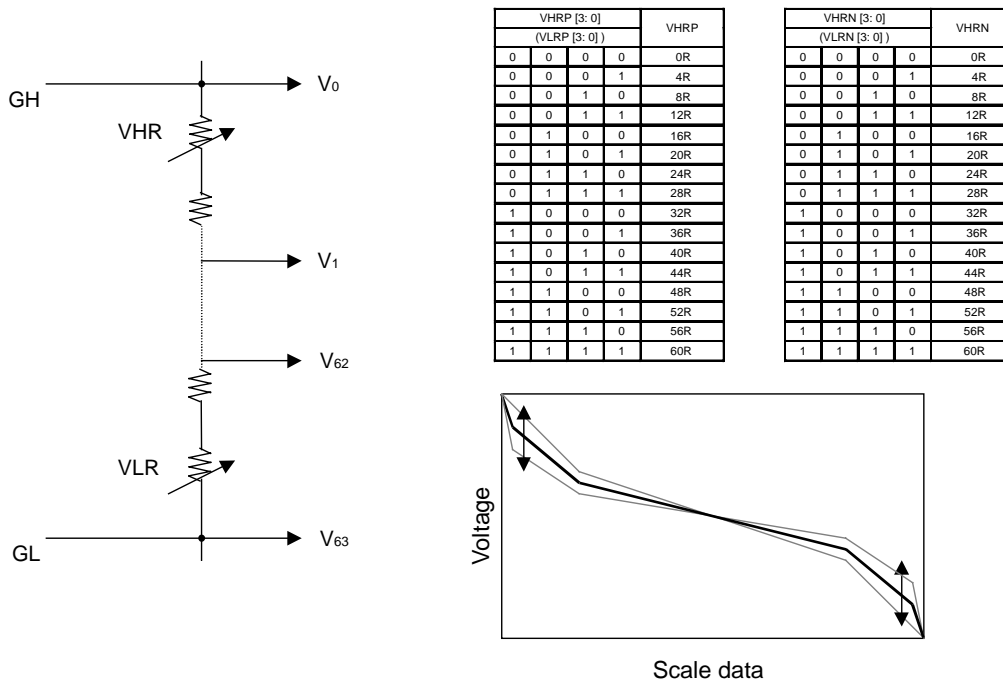 GH
V0
VHR
V1
V62
VLR
GL
V63
VHRP [3: 0] VHRP
(VLRP [3: 0] )
0 0 0 0 0R
0 0 0 1 4R
0 0 1 0 8R
0 0 1 1 12R
0 1 0 0 16R
0 1 0 1 20R
0 1 1 0 24R
0 1 1 1 28R
1 0 0 0 32R
1 0 0 1 36R
1 0 1 0 40R
1 0 1 1 44R
1 1 0 0 48R
1 1 0 1 52R
1 1 1 0 56R
1 1 1 1 60R
VHRN [3: 0] VHRN
(VLRN [3: 0] )
0 0 0 0 0R
0 0 0 1 4R
0 0 1 0 8R
0 0 1 1 12R
0 1 0 0 16R
0 1 0 1 20R
0 1 1 0 24R
0 1 1 1 28R
1 0 0 0 32R
1 0 0 1 36R
1 0 1 0 40R
1 0 1 1 44R
1 1 0 0 48R
1 1 0 1 52R
1 1 1 0 56R
1 1 1 1 60R
Voltage
Scale data